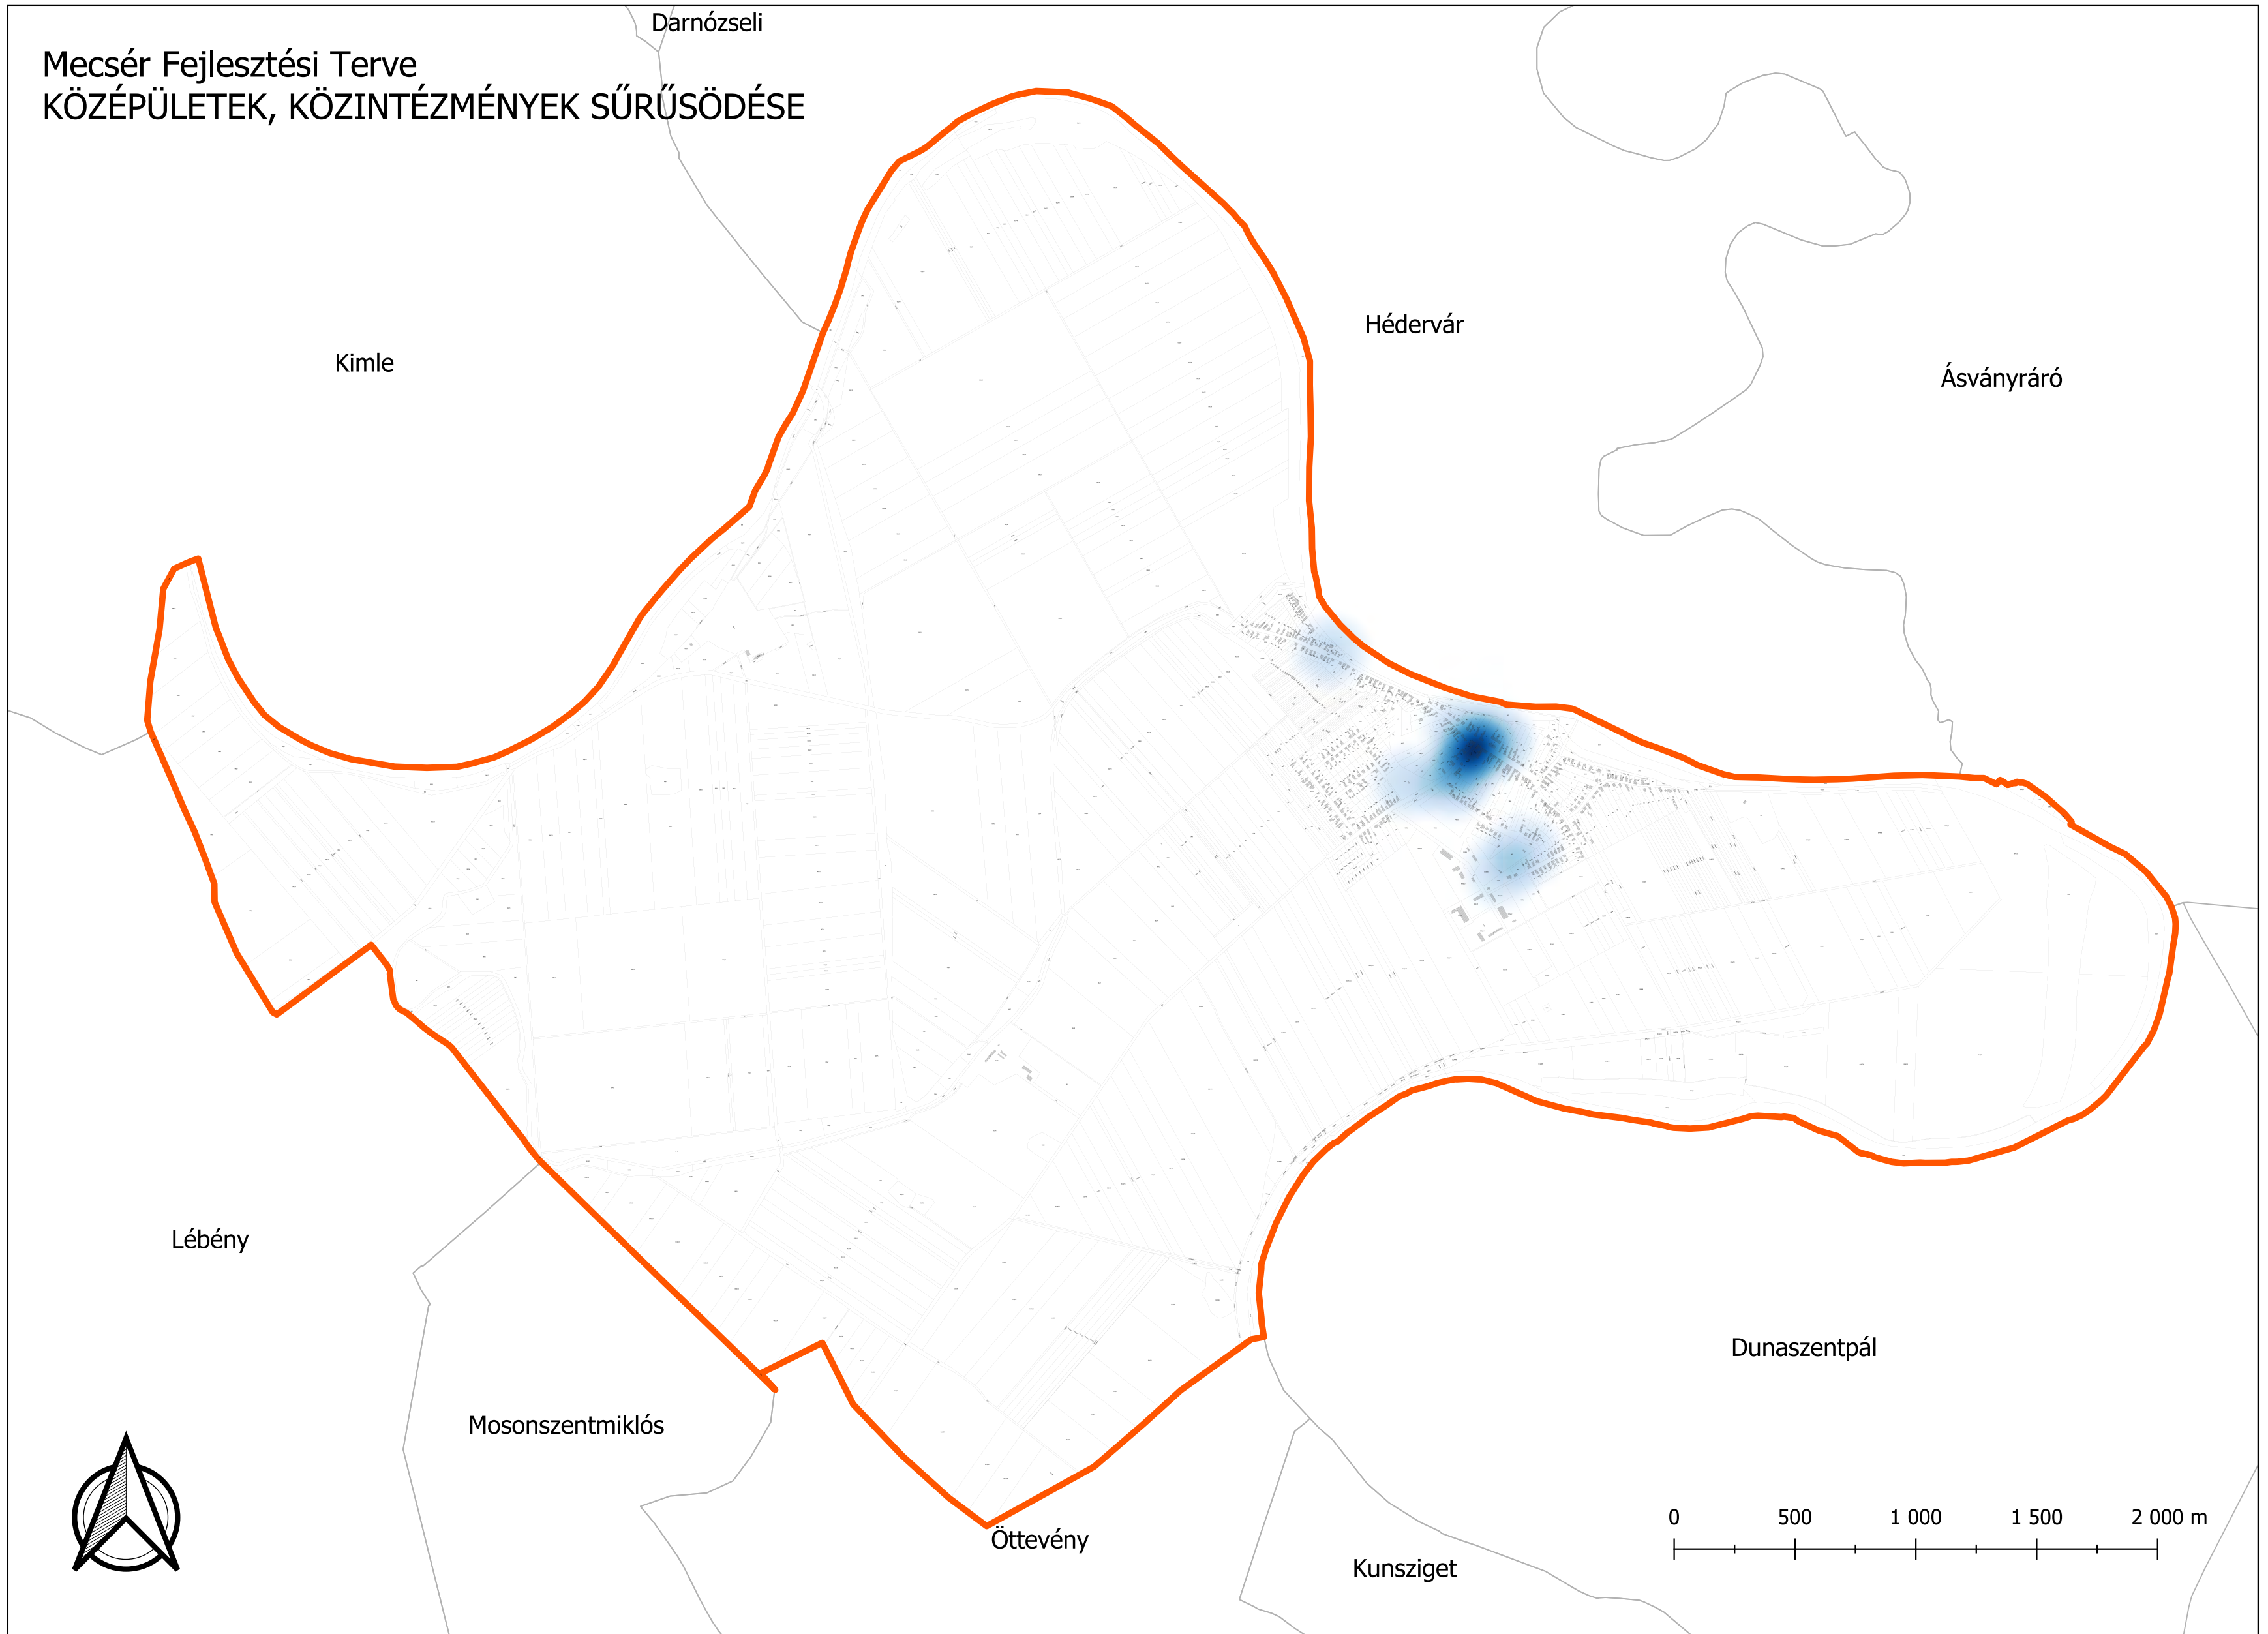 Darnózseli
Mecsér Fejlesztési Terve
KÖZÉPÜLETEK, KÖZINTÉZMÉNYEK SŰRŰSÖDÉSE
Hédervár
Kimle
Ásványráró
Lébény
Dunaszentpál
Mosonszentmiklós
Öttevény
Kunsziget
0 500 1 000 1 500 2 000 m